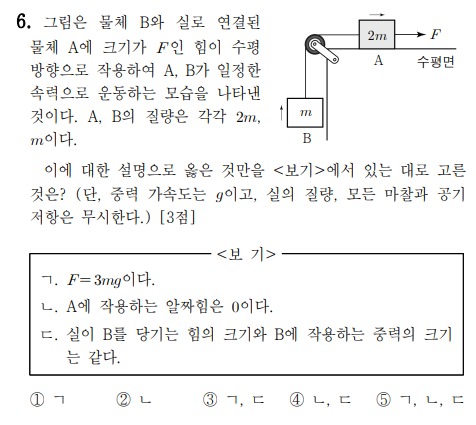 6. 그림은 물체 B와 실로 연결된
물체 A에 크기가 F인 힘이 수평
방향으로 작용하여 A, B가 일정한
속력으로 운동하는 모습을 나타낸
것이다. A, B의 질량은 각각 2m,
m이다.
2m
F
A
수평면
m
B
이에 대한 설명으로 옳은 것만을 <보기>에서 있는 대로 고른
것은? (단, 중력 가속도는 g이고, 실의 질량, 모든 마찰과 공기
저항은 무시한다.) [3점]
<보 기>
ㄱ. F=3mg이다.
ㄴ. A에 작용하는 알짜힘은 0이다.
ㄷ. 실이 B를 당기는 힘의 크기와 B에 작용하는 중력의 크기
는 같다.
① ㄱ ② ㄴ ③ ㄱ, ㄷ ④ ㄴ, ㄷ ⑤ ㄱ, ㄴ, ㄷ